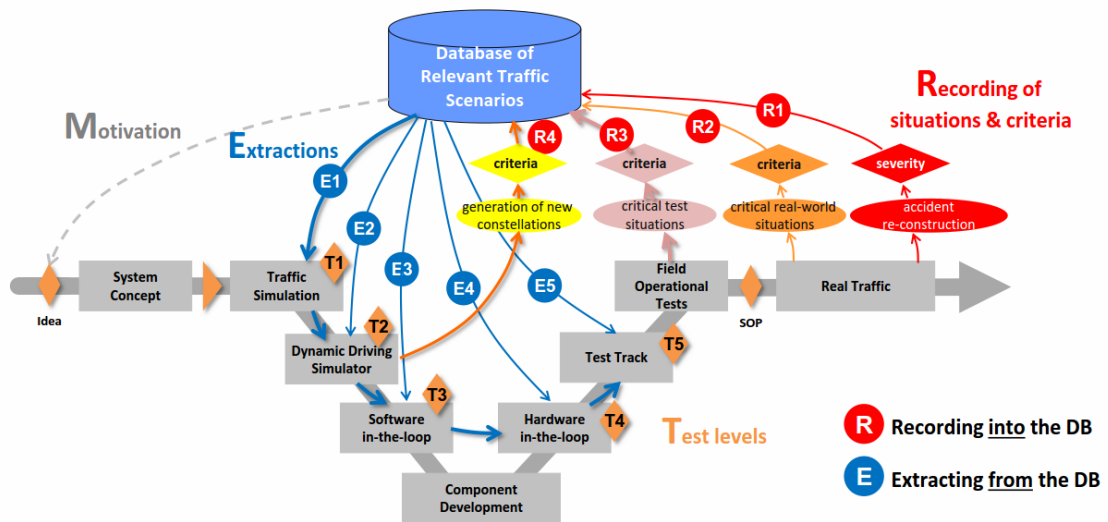 Database of
Relevant Traffic
Scenarios
Recording of
situations & criteria
Motivation
Extractions
R1
R2
R3
R4
criteria
criteria
criteria
severity
E1
E2
E3
E4
E5
generation of new
constellations
critical test
situations
critical real-world
situations
accident
re-construction
Idea
System
Concept
Traffic
Simulation
T1
Field
Operational
Tests
SOP
Real Traffic
Dynamic Driving
Simulator
T2
Test Track
T5
Software
in-the-loop
T3
Hardware
in-the-loop
T4
Test levels
Component
Development
R Recording into the DB
E Extracting from the DB